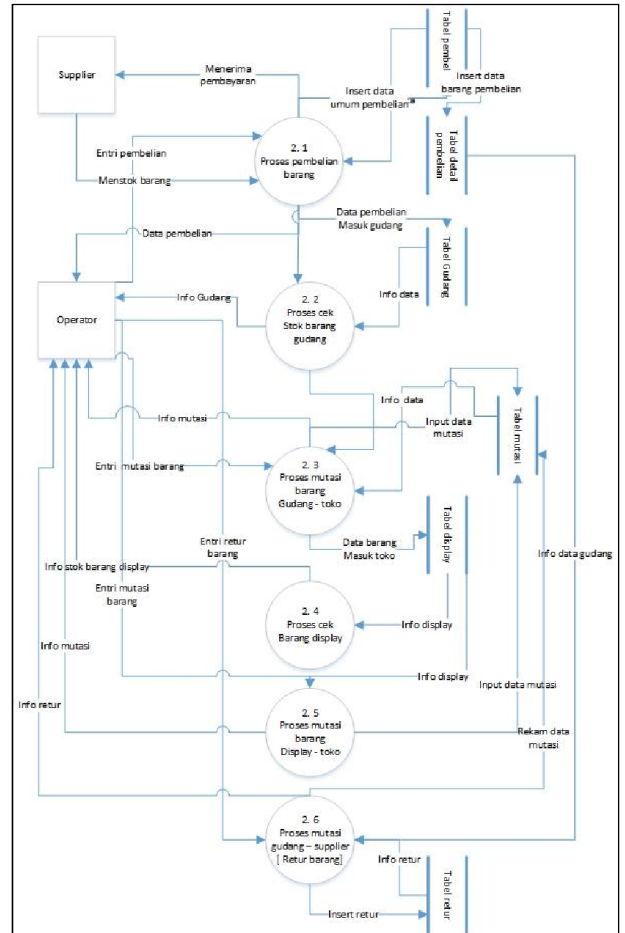 Supplier
Menerima
pembayaran
Tabel pembel
Insert data
umum pembelian
Insert data
barang pembelian
Entri pembelian
Menstok barang
2. 1
Proses pembelian
barang
Tabel detail
pembelian
Data pembelian
Data pembelian
Masuk gudang
Tabel Gudang
Operator
Info Gudang
2. 2
Proses cek
Stok barang
gudang
Info data
Info data
Info mutasi
Input data
mutasi
Tabel mutasi
Entri mutasi barang
2. 3
Proses mutasi
barang
Gudang - toko
Entri retur
barang
Data barang
Masuk toko
Tabel display
Info data gudang
Info stok barang display
Entri mutasi
barang
2. 4
Proses cek
Barang display
Info display
Info mutasi
Info display
Input data mutasi
Info retur
2. 5
Proses mutasi
barang
Display - toko
Rekam data
mutasi
2. 6
Proses mutasi
gudang – supplier
[ Retur barang]
Info retur
Tabel retur
Insert retur